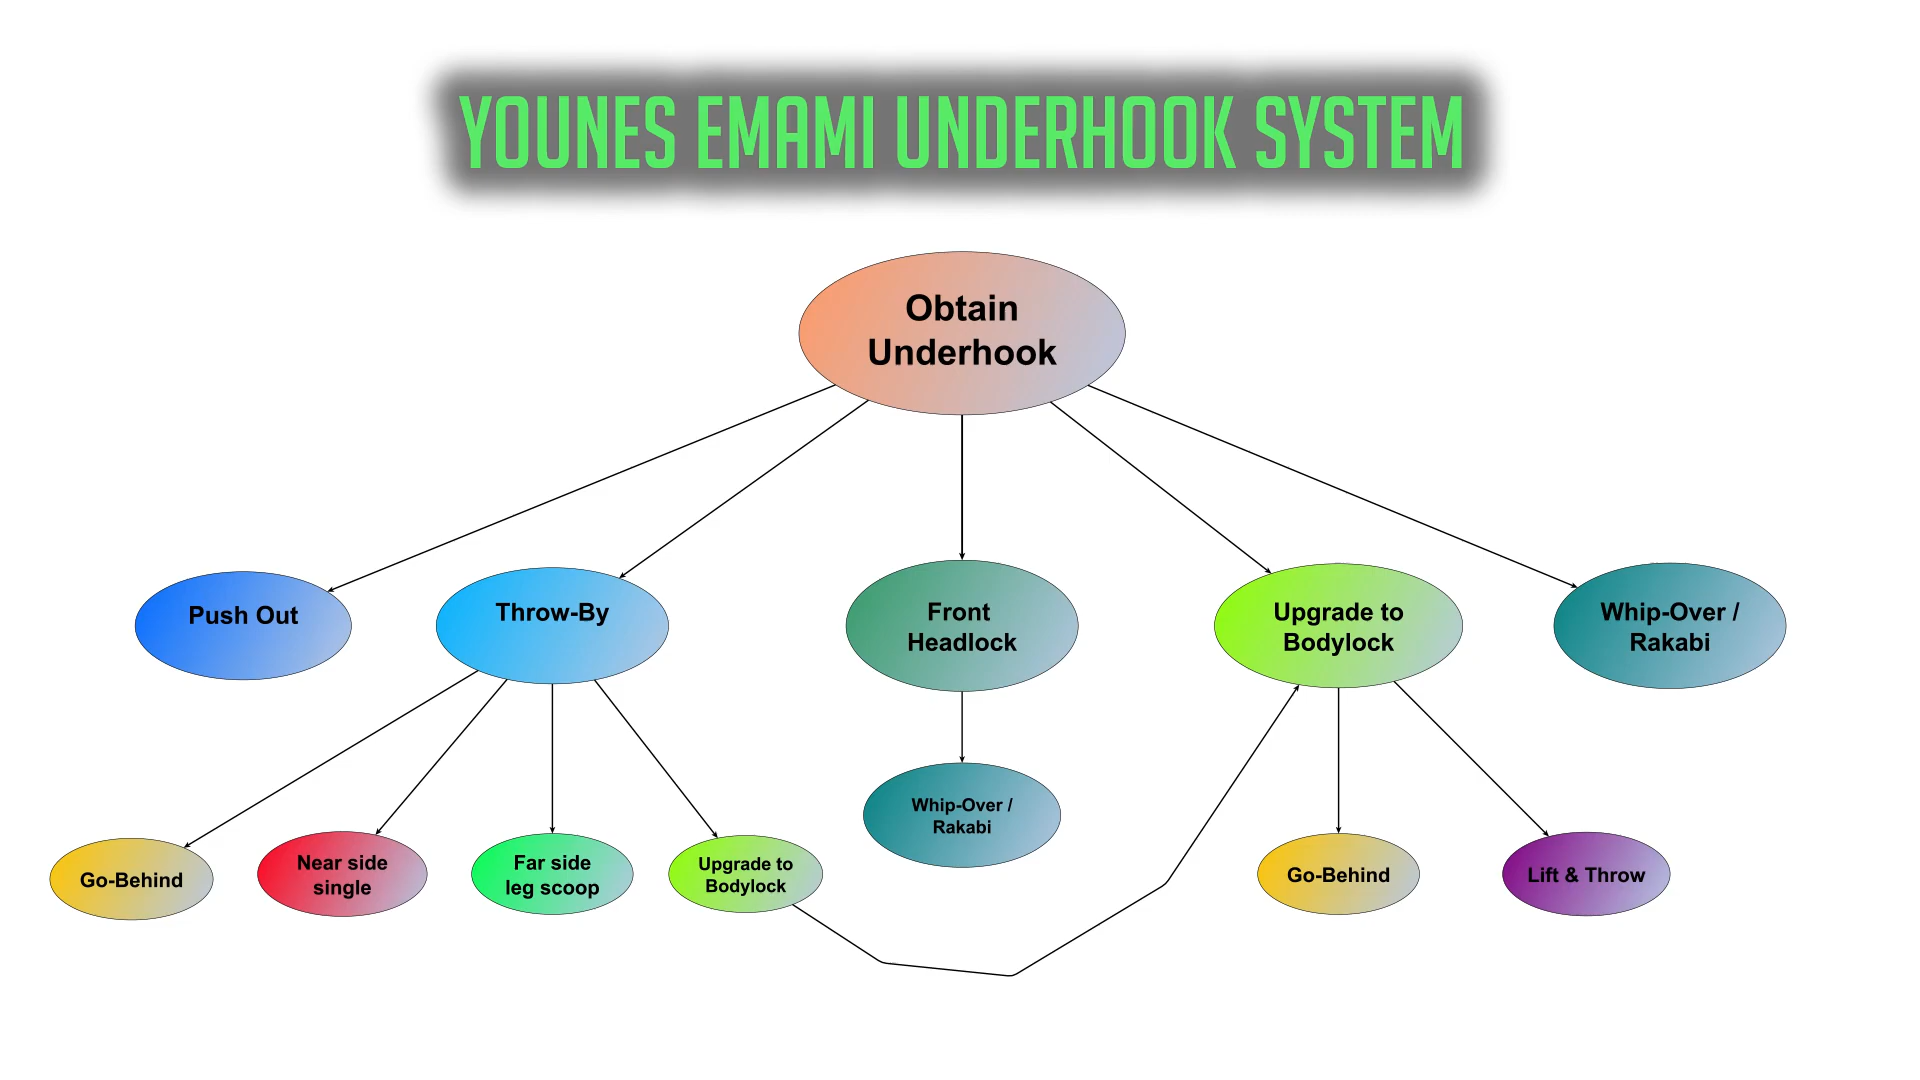 YOUNES EMAMI UNDERHOOK SYSTEM
Obtain
Underhook
Push Out
Throw-By
Front
Headlock
Upgrade to
Bodylock
Whip-Over /
Rakabi
Go-Behind
Near side
single
Far side
leg scoop
Upgrade to
Bodylock
Whip-Over /
Rakabi
Go-Behind
Lift & Throw